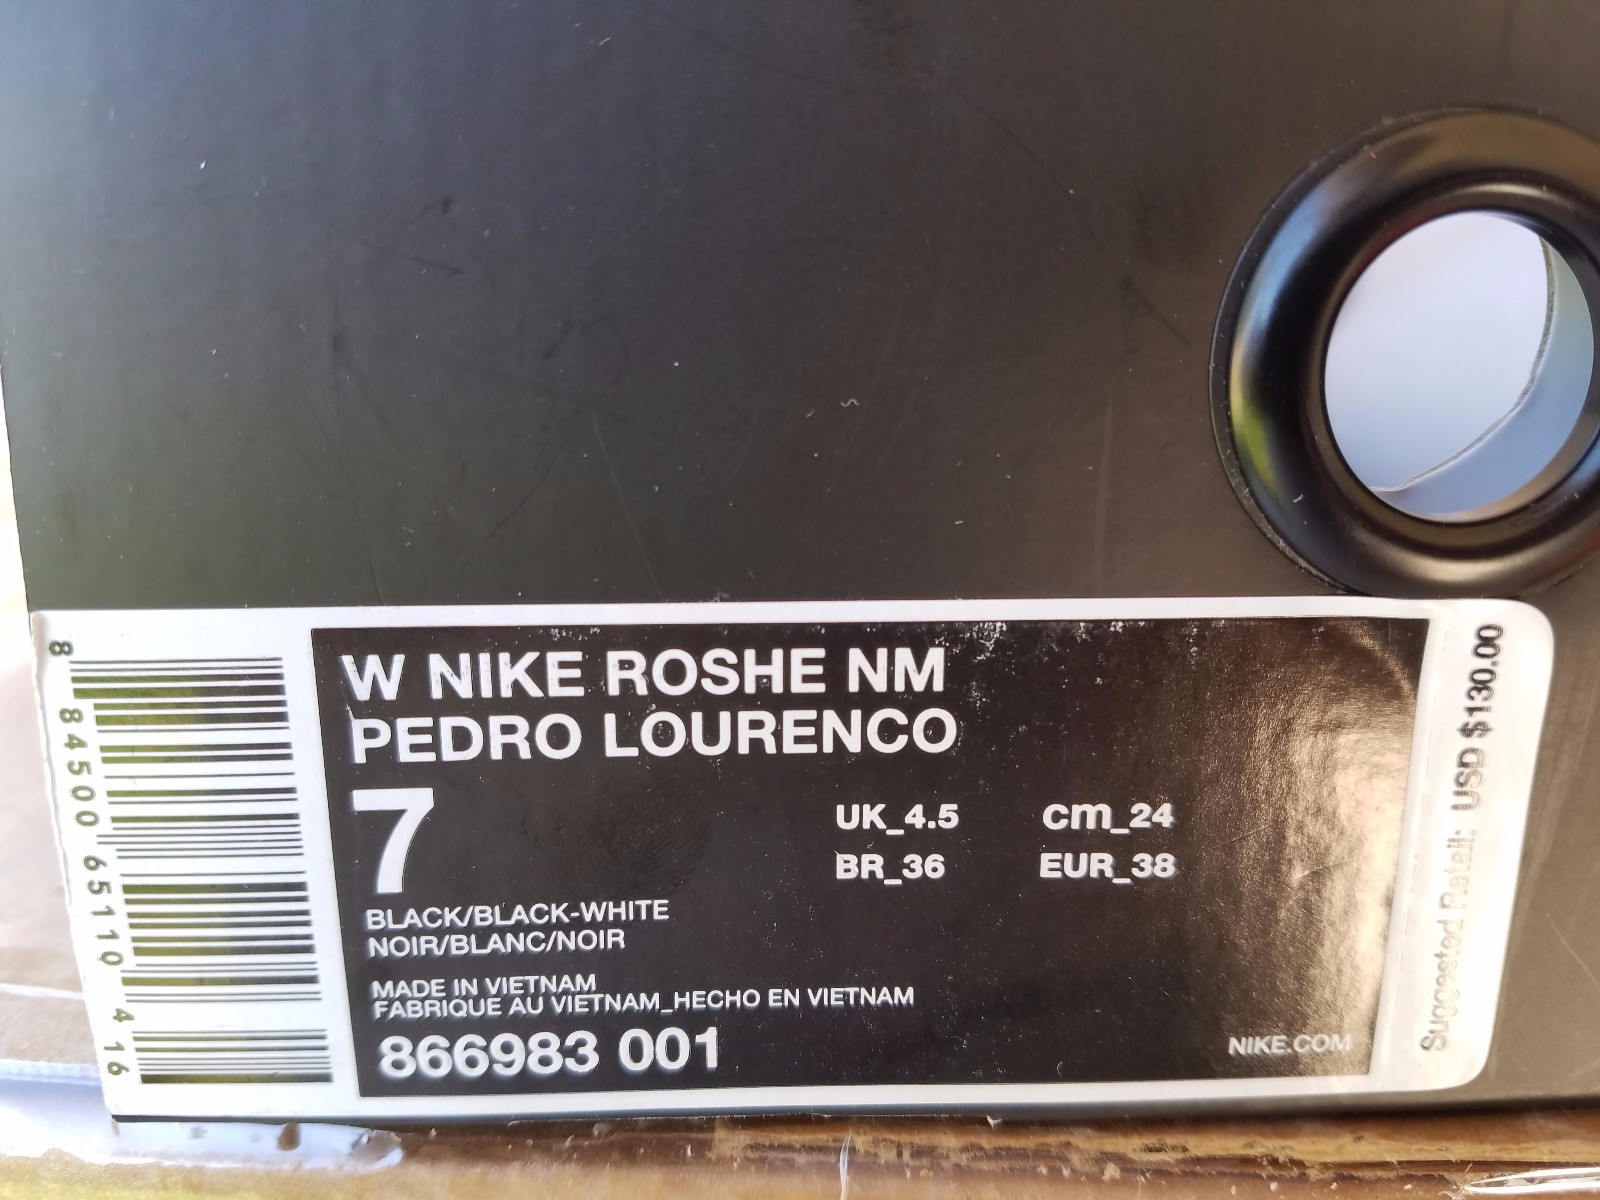 W NIKE ROSHE NM
PEDRO LOURENCO
7
UK_4.5 cm_24
BR_36 EUR_38
BLACK/BLACK-WHITE
NOIR/BLANC/NOIR
MADE IN VIETNAM
FABRIQUE AU VIETNAM_HECHO EN VIETNAM
866983 001
NIKE.COM
8 84500 65110 4 16
Suggested Retail: USD $130.00